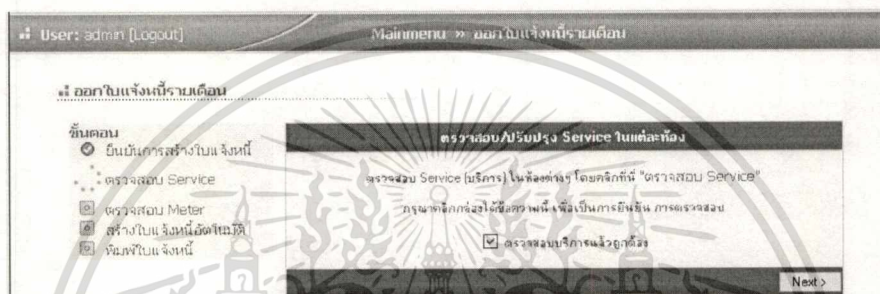 User: admin [Logout]
Mainmenu » ออกใบแจ้งหนี้รายเดือน
ออกใบแจ้งหนี้รายเดือน
ขั้นตอน
ยืนยันการสร้างใบแจ้งหนี้
ตรวจสอบ Service
ตรวจสอบ Meter
สร้างใบแจ้งหนี้อัตโนมัติ
พิมพ์ใบแจ้งหนี้
ตรวจสอบ/ปรับปรุง Service ในแต่ละห้อง
ตรวจสอบ Service (บริการ) ในห้องต่างๆ โดยคลิกที่นี่ "ตรวจสอบ Service"
กรุณาคลิกกล่องใต้ข้อความนี้ เพื่อเป็นการยืนยัน การตรวจสอบ
ตรวจสอบบริการแล้วถูกต้อง
Next >